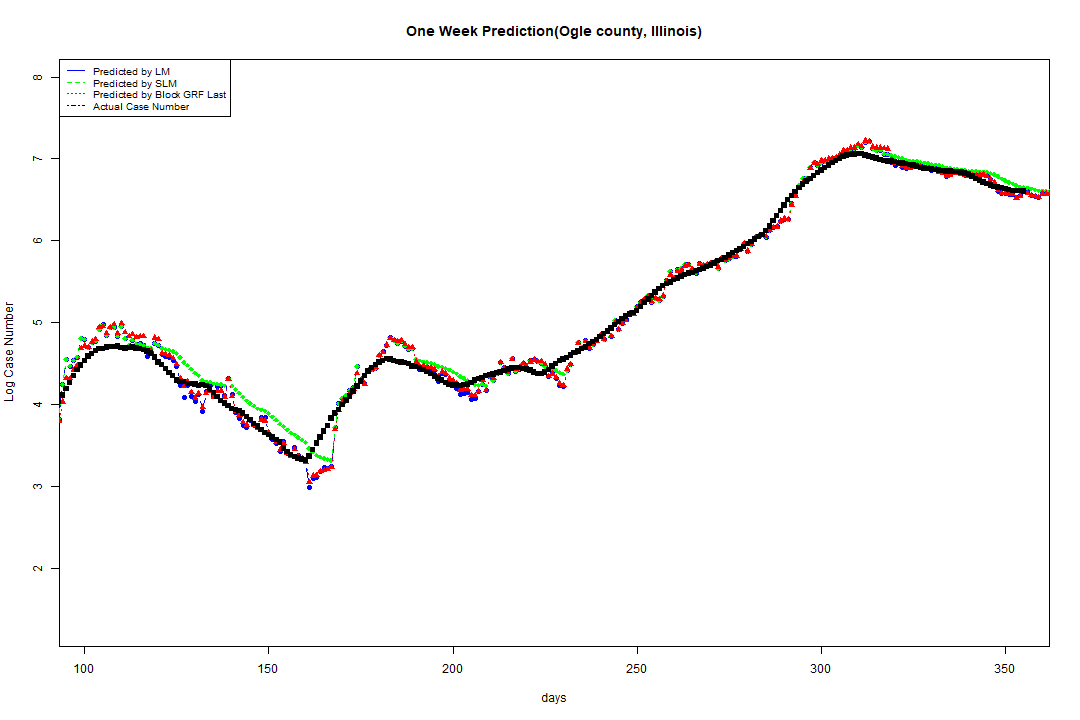 One Week Prediction(Ogle county, Illinois)
Predicted by LM
Predicted by SLM
Predicted by Block GRF Last
Actual Case Number
8
7
6
5
4
3
2
Log Case Number
100 150 200 250 300 350
days